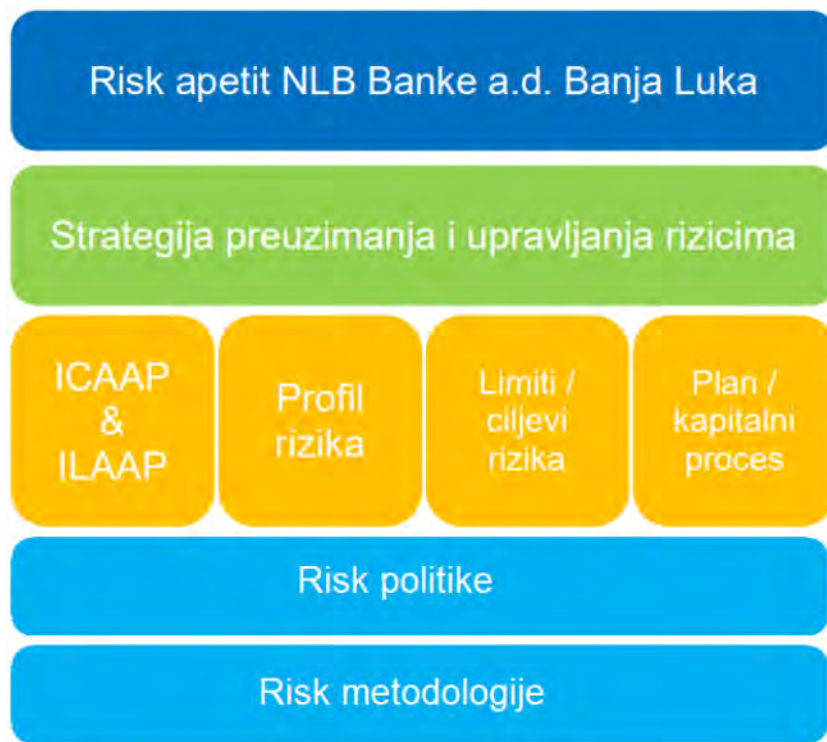 Risk apetit NLB Banke a.d. Banja Luka
Strategija preuzimanja i upravljanja rizicima
ICAAP
&
ILAAP
Profil
rizika
Limiti /
ciljevi
rizika
Plan /
kapitalni
proces
Risk politike
Risk metodologije